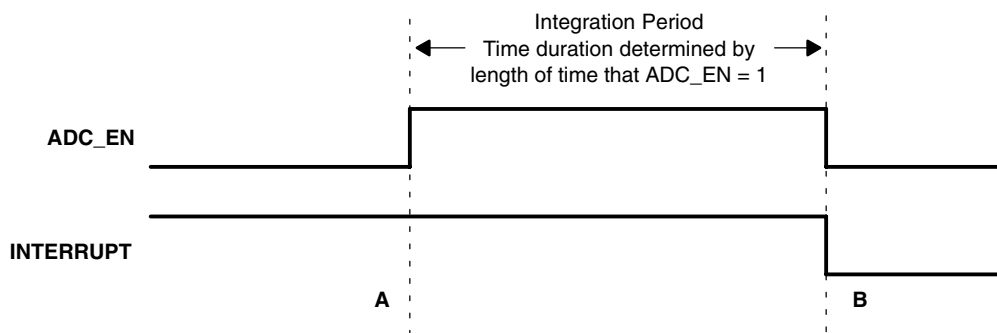 Integration Period
Time duration determined by
length of time that ADC_EN = 1
ADC_EN
INTERRUPT
A
B